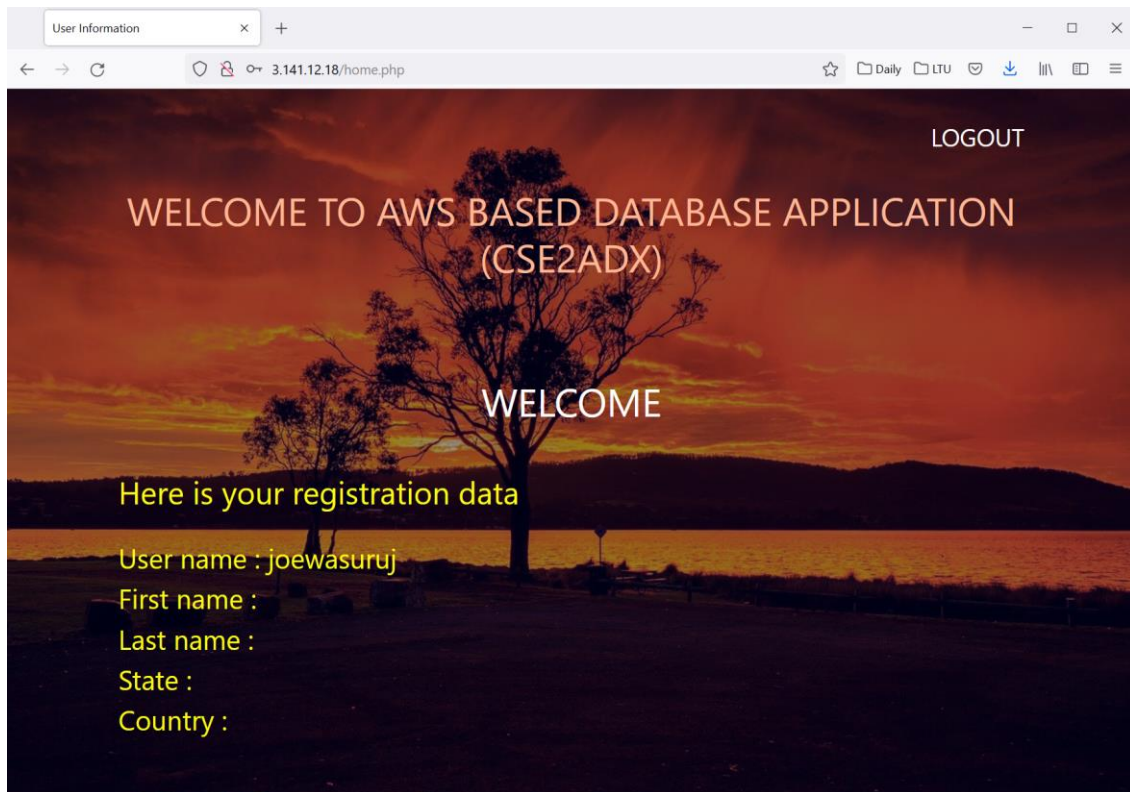 User Information
3.141.12.18/home.php
Daily
LTU
LOGOUT
WELCOME TO AWS BASED DATABASE APPLICATION
(CSE2ADX)
WELCOME
Here is your registration data
User name : joewasuruj
First name :
Last name :
State :
Country :